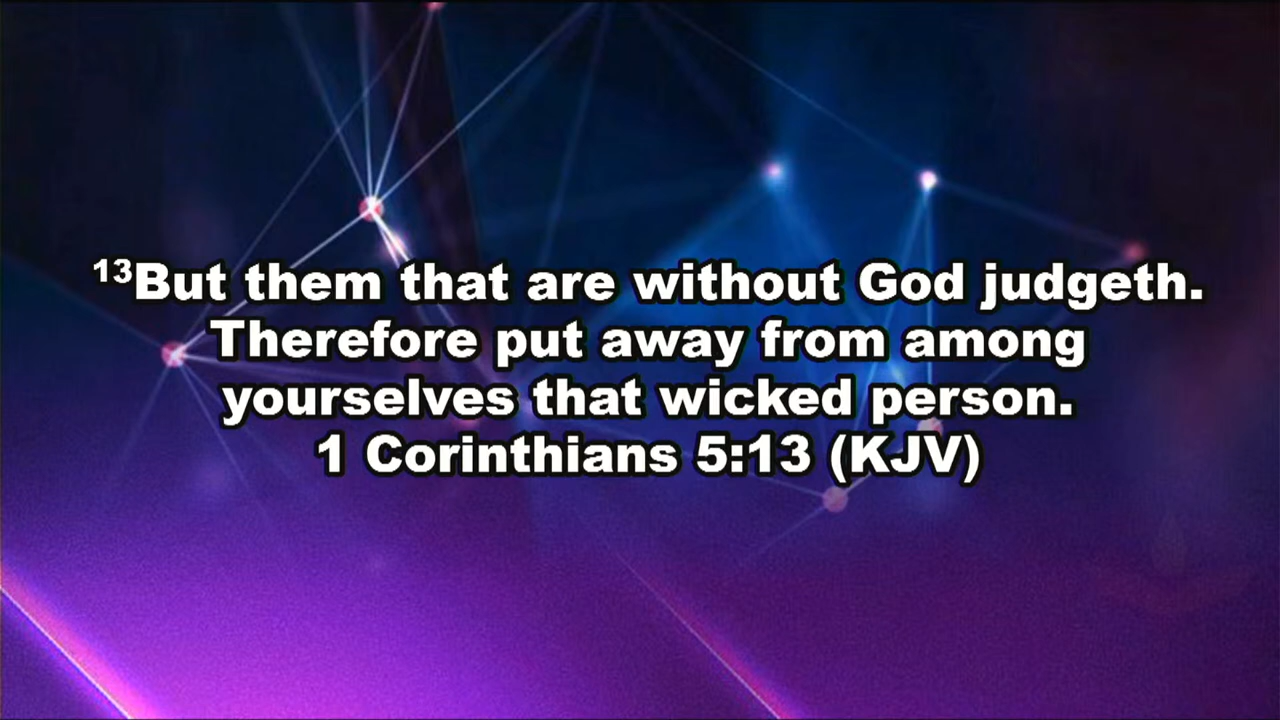 ¹³But them that are without God judgeth.
Therefore put away from among
yourselves that wicked person.
1 Corinthians 5:13 (KJV)